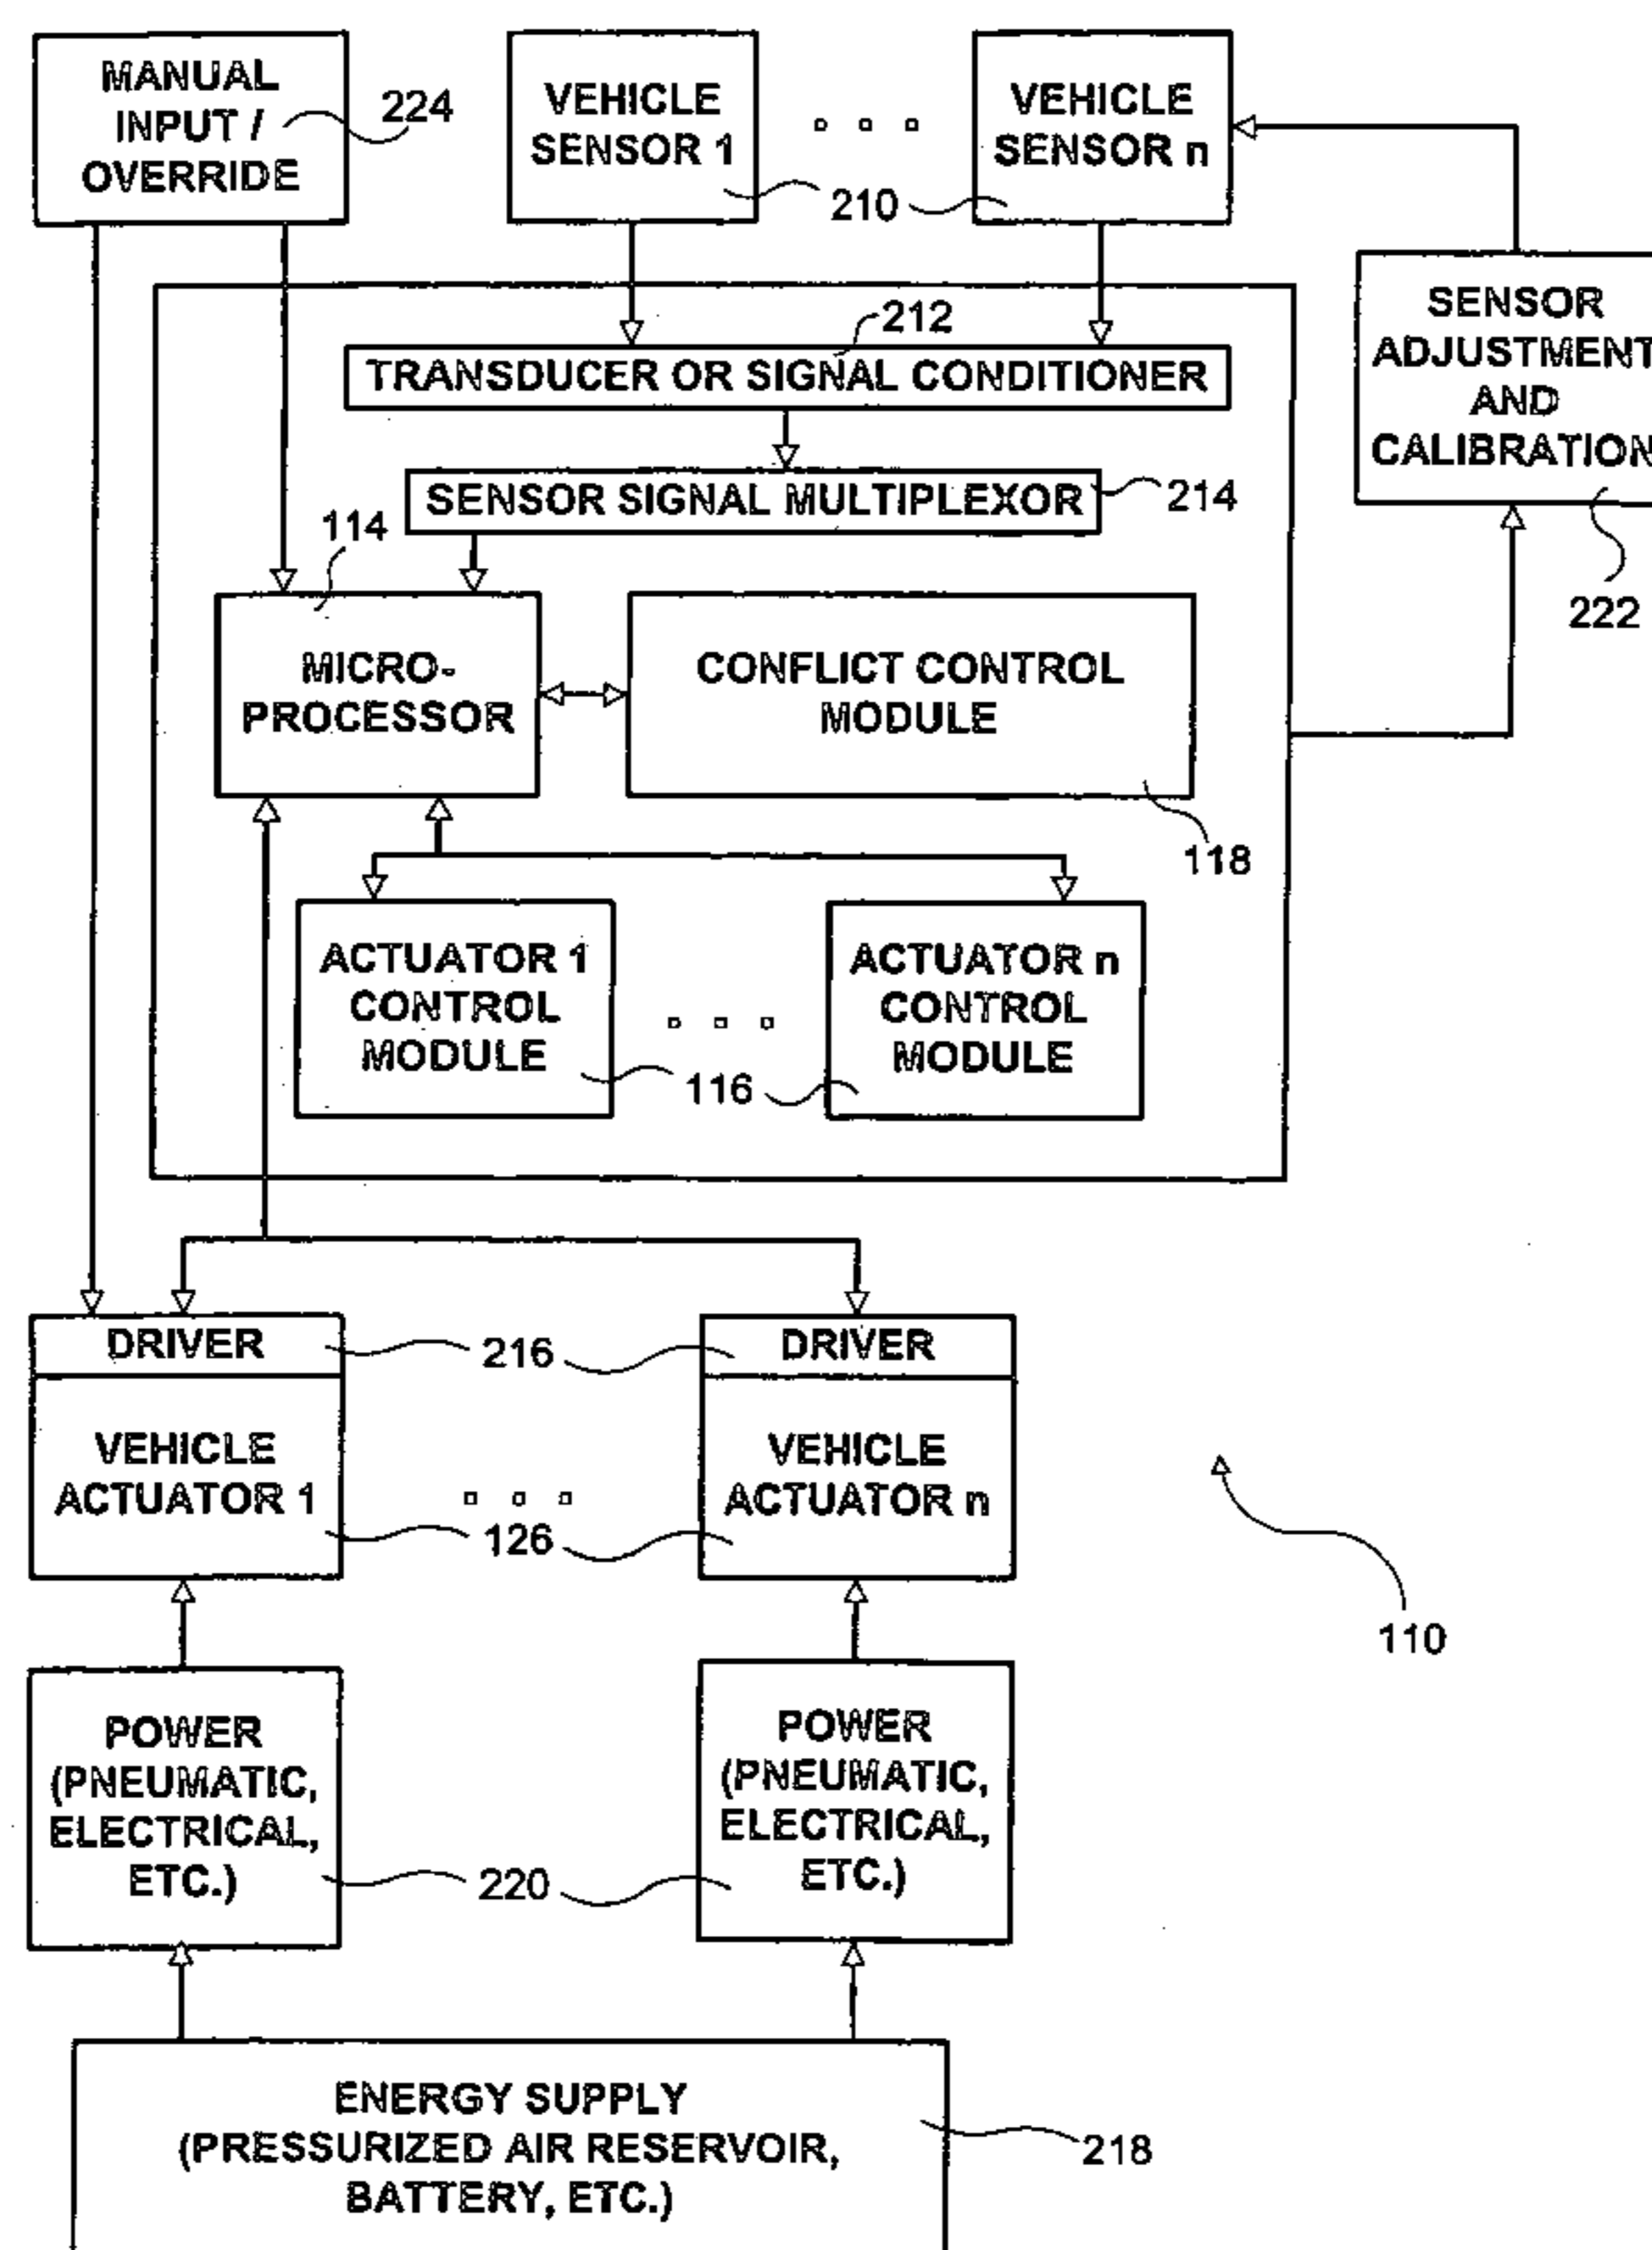 MANUAL
INPUT /
OVERRIDE
224
VEHICLE
SENSOR 1
VEHICLE
SENSOR n
210
SENSOR
ADJUSTMENT
AND
CALIBRATION
222
212
TRANSDUCER OR SIGNAL CONDITIONER
SENSOR SIGNAL MULTIPLEXOR
214
114
MICRO-
PROCESSOR
CONFLICT CONTROL
MODULE
118
ACTUATOR 1
CONTROL
MODULE
ACTUATOR n
CONTROL
MODULE
116
DRIVER
216
DRIVER
VEHICLE
ACTUATOR 1
VEHICLE
ACTUATOR n
126
110
POWER
(PNEUMATIC,
ELECTRICAL,
ETC.)
POWER
(PNEUMATIC,
ELECTRICAL,
ETC.)
220
ENERGY SUPPLY
(PRESSURIZED AIR RESERVOIR,
BATTERY, ETC.)
218